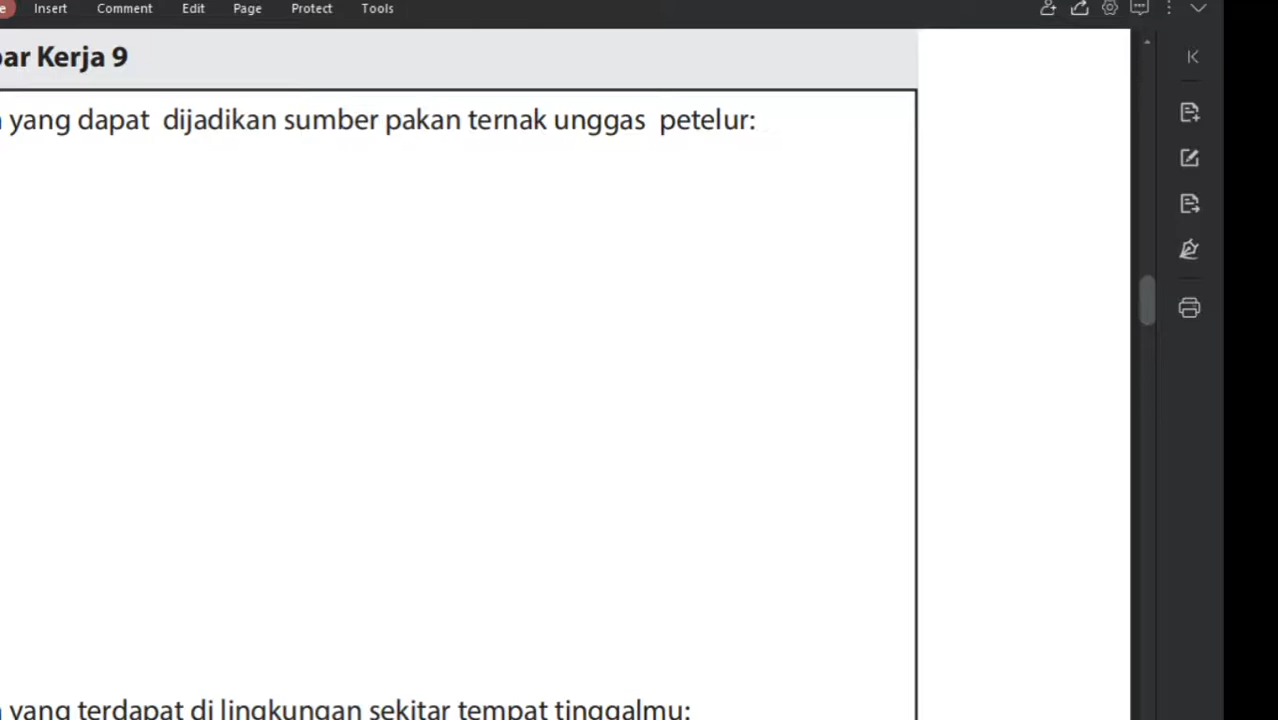 Insert Comment Edit Page Protect Tools
Kerja 9
yang dapat dijadikan sumber pakan ternak unggas petelur:
yang terdapat di lingkungan sekitar tempat tinggalmu: